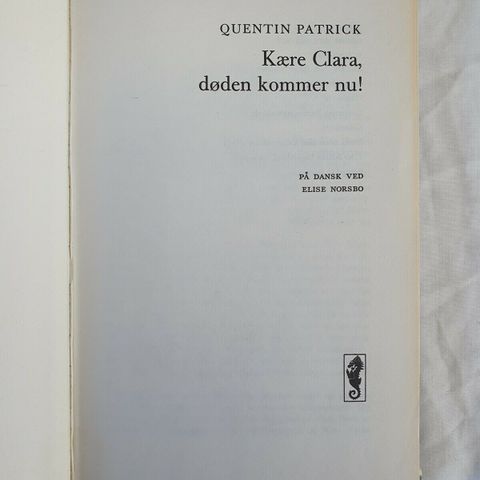 QUENTIN PATRICK
Kære Clara,
døden kommer nu!
PÅ DANSK VED
ELISE NORSBO